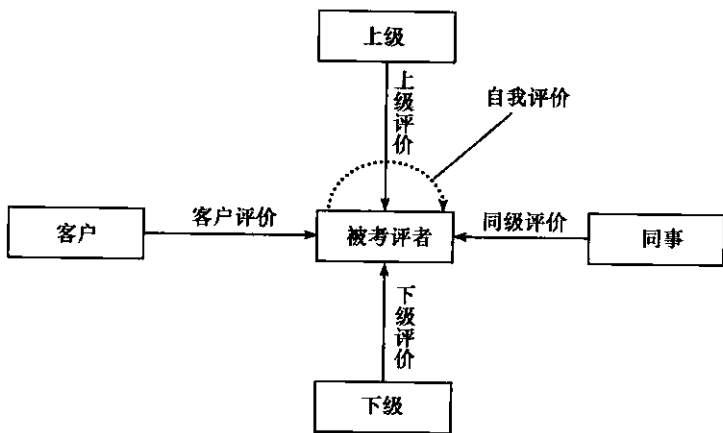 上级
上级评价
自我评价
客户
客户评价
被考评者
同级评价
同事
下级评价
下级